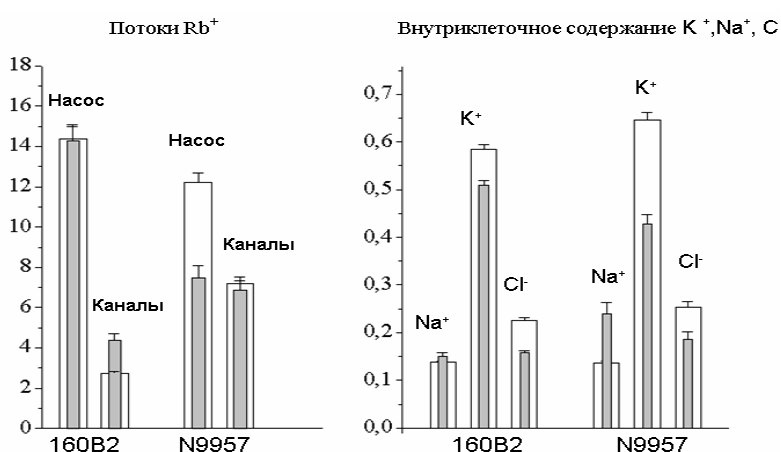 Потоки Rb⁺
18
16
14
12
10
8
6
4
2
0
Насос
Каналы
Насос
Каналы
160B2
N9957
Внутриклеточное содержание K ⁺,Na⁺, C
0,7
0,6
0,5
0,4
0,3
0,2
0,1
0,0
Na⁺
K⁺
Cl⁻
Na⁺
K⁺
Cl⁻
160B2
N9957